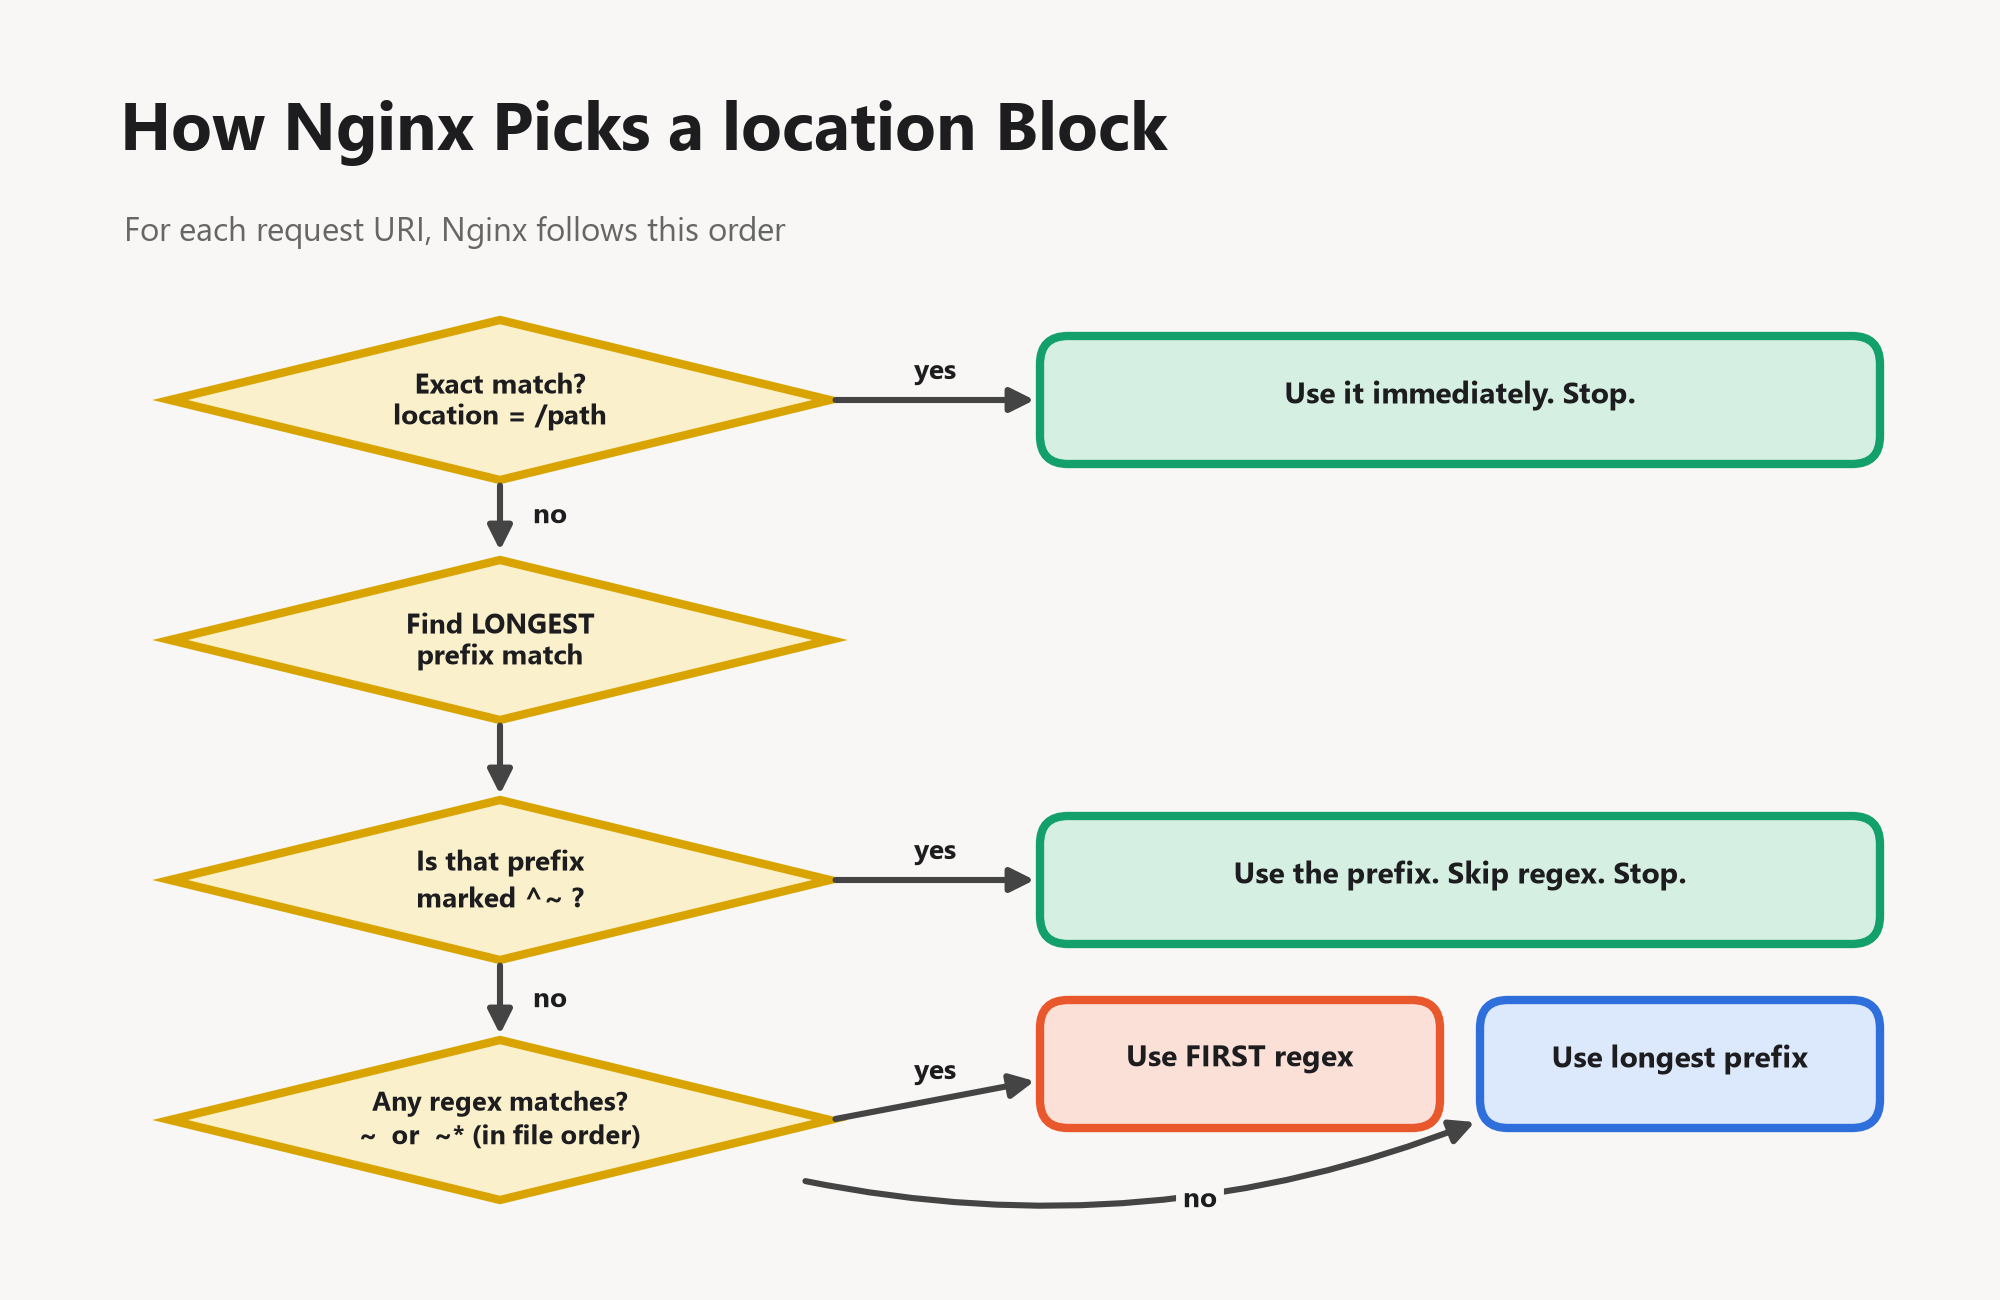 How Nginx Picks a location Block
For each request URI, Nginx follows this order
Exact match?
location = /path
yes
Use it immediately. Stop.
no
Find LONGEST
prefix match
Is that prefix
marked ^~ ?
yes
Use the prefix. Skip regex. Stop.
no
Any regex matches?
~ or ~* (in file order)
yes
Use FIRST regex
Use longest prefix
no